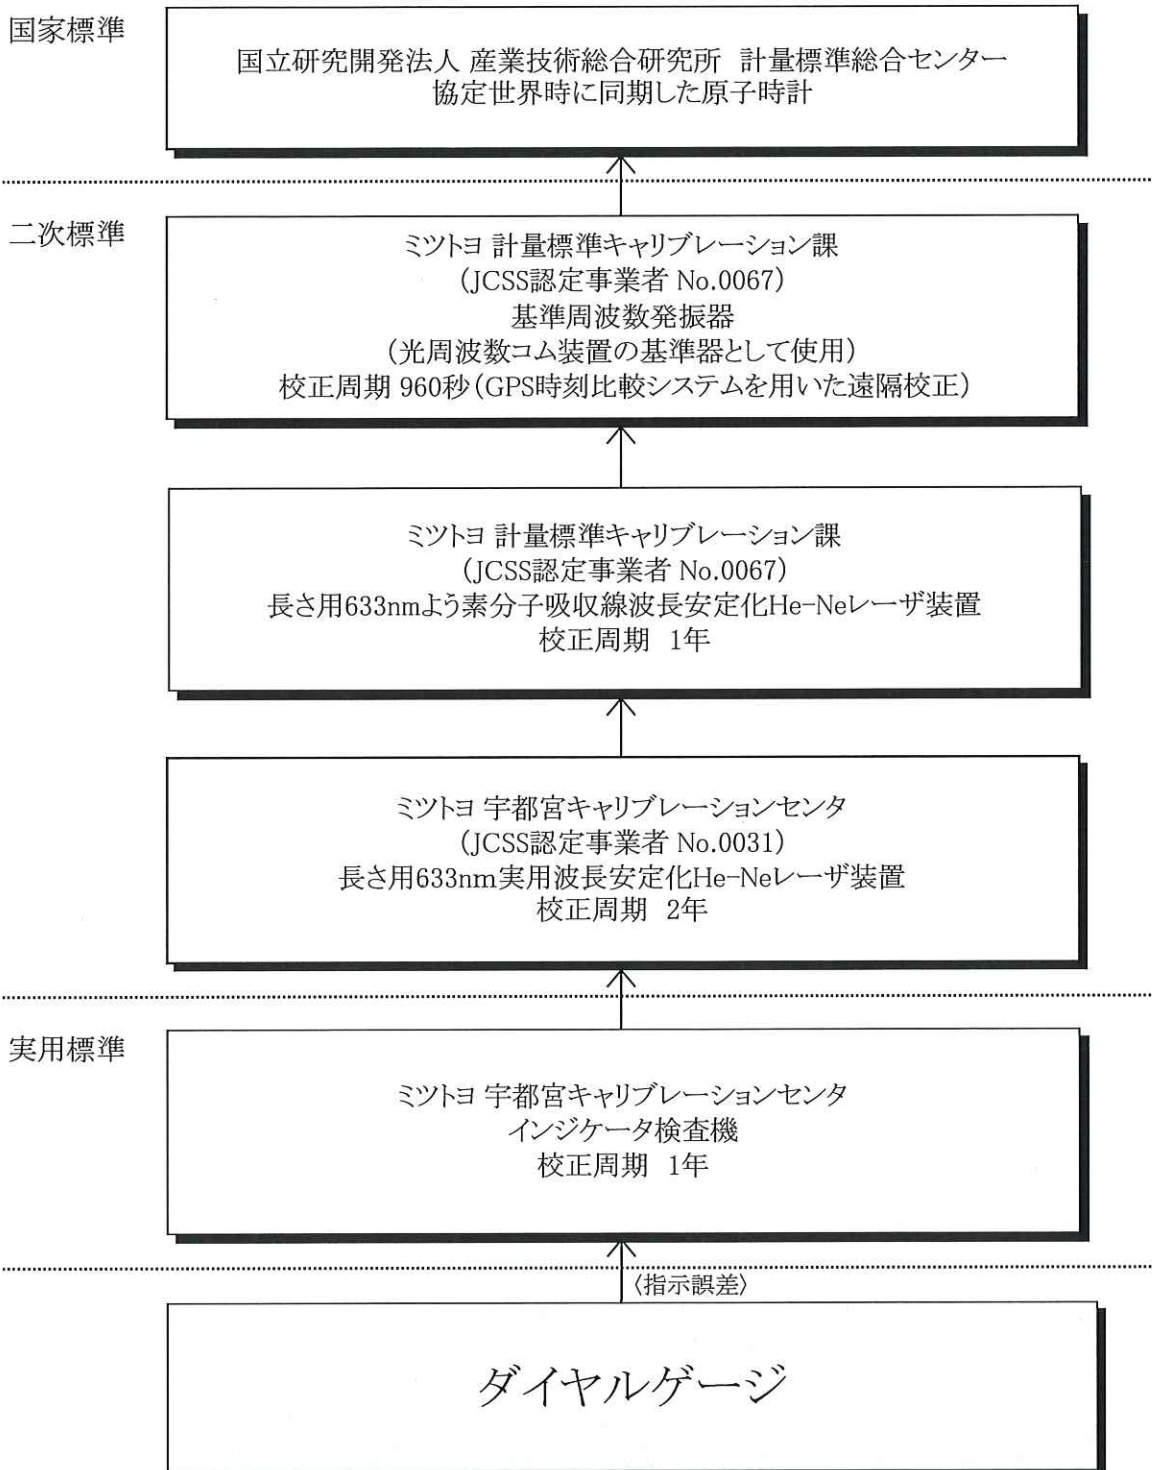 国家標準
国立研究開発法人 産業技術総合研究所 計量標準総合センター
協定世界時に同期した原子時計
二次標準
ミツトヨ 計量標準キャリブレーション課
(JCSS認定事業者 No.0067)
基準周波数発振器
(光周波数コム装置の基準器として使用)
校正周期 960秒(GPS時刻比較システムを用いた遠隔校正)
ミツトヨ 計量標準キャリブレーション課
(JCSS認定事業者 No.0067)
長さ用633nmよう素分子吸収線波長安定化He-Neレーザ装置
校正周期 1年
ミツトヨ 宇都宮キャリブレーションセンタ
(JCSS認定事業者 No.0031)
長さ用633nm実用波長安定化He-Neレーザ装置
校正周期 2年
実用標準
ミツトヨ 宇都宮キャリブレーションセンタ
インジケータ検査機
校正周期 1年
〈指示誤差〉
ダイヤルゲージ